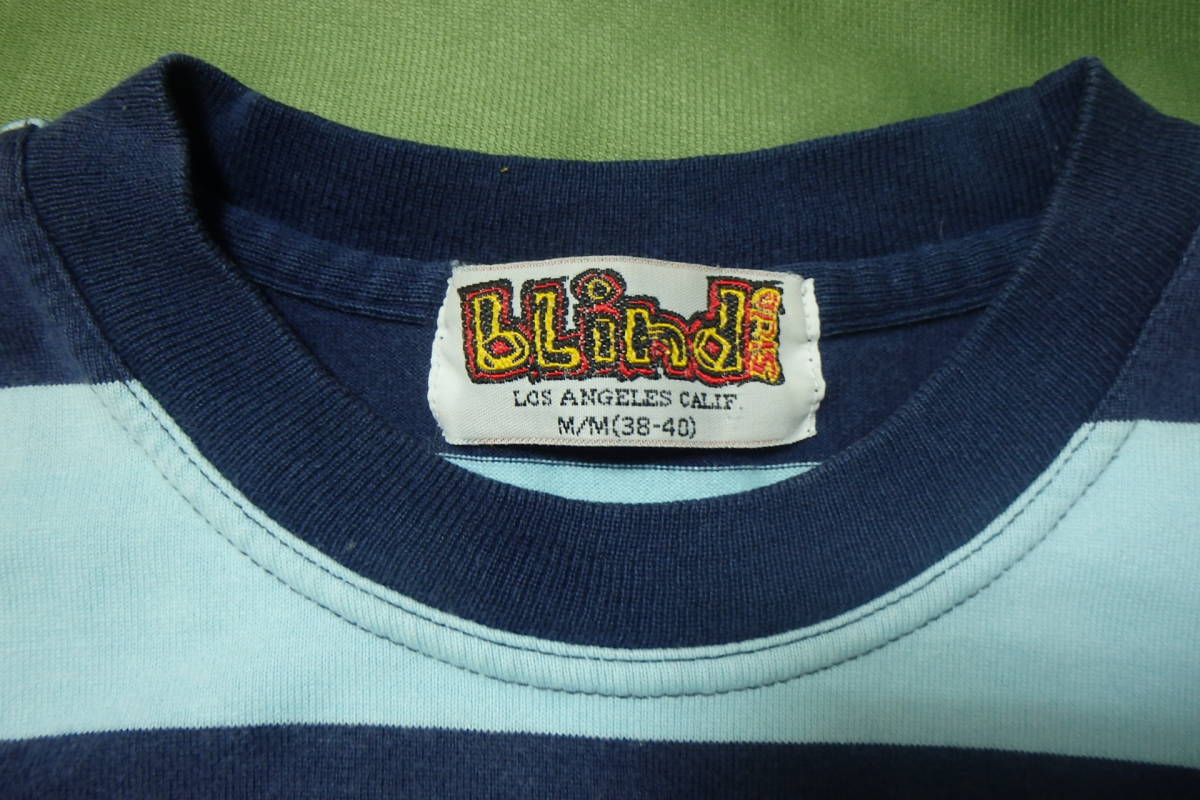 bLind
LOS ANGELES CALIF.
M/M(38-40)